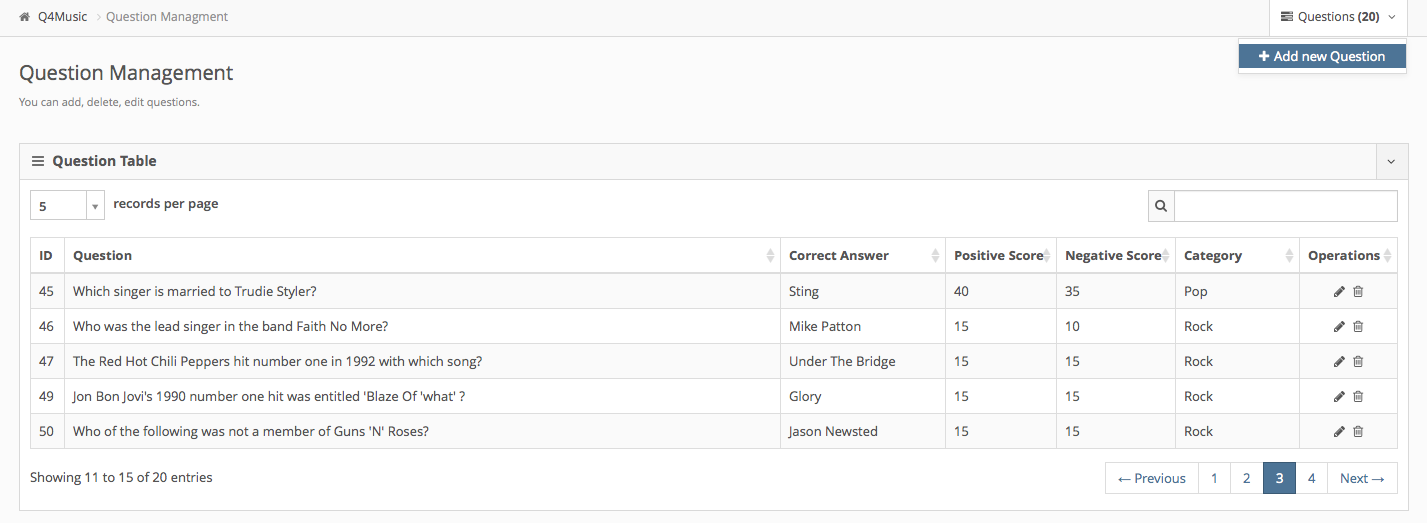 Q4Music > Question Managment
Questions (20)
+ Add new Question
Question Management
You can add, delete, edit questions.
Question Table
5 records per page
ID Question Correct Answer Positive Score Negative Score Category Operations
45 Which singer is married to Trudie Styler? Sting 40 35 Pop
46 Who was the lead singer in the band Faith No More? Mike Patton 15 10 Rock
47 The Red Hot Chili Peppers hit number one in 1992 with which song? Under The Bridge 15 15 Rock
49 Jon Bon Jovi's 1990 number one hit was entitled 'Blaze Of 'what' ? Glory 15 15 Rock
50 Who of the following was not a member of Guns 'N' Roses? Jason Newsted 15 15 Rock
Showing 11 to 15 of 20 entries
← Previous 1 2 3 4 Next →